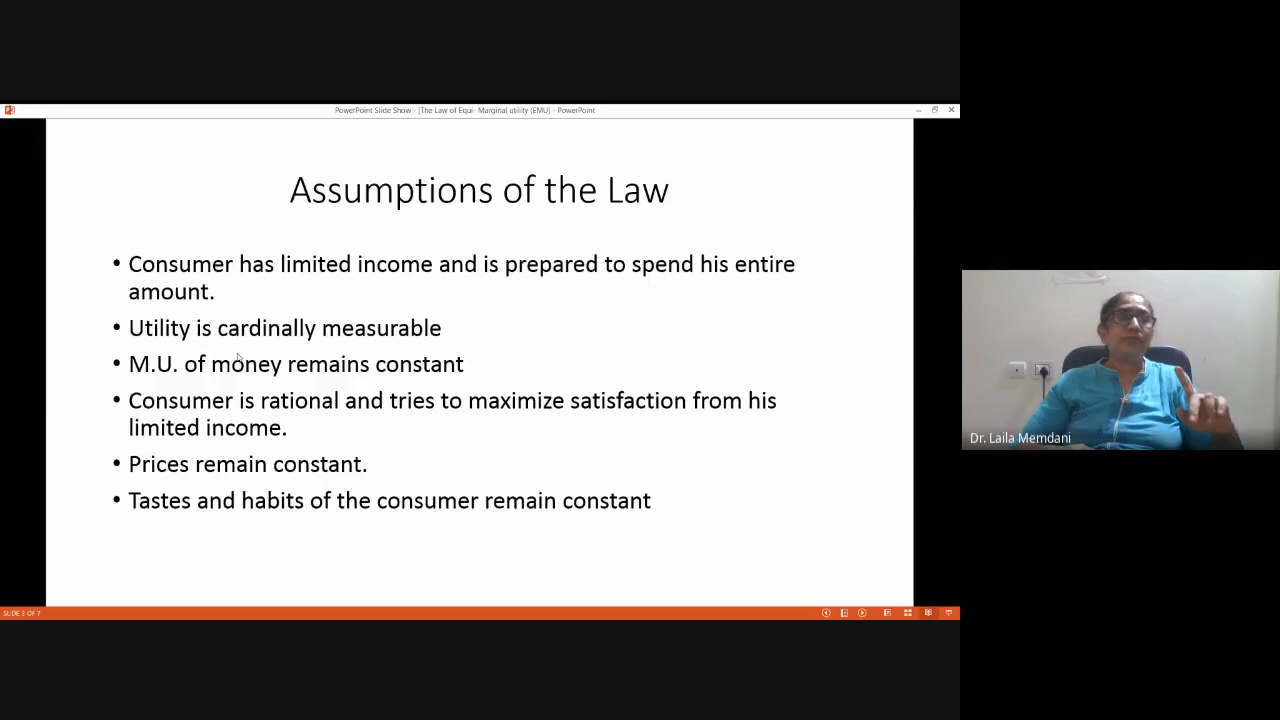 PowerPoint Slide Show - [The Law of Equi- Marginal utility (EMU] - PowerPoint
Assumptions of the Law
• Consumer has limited income and is prepared to spend his entire
amount.
• Utility is cardinally measurable
• M.U. of money remains constant
• Consumer is rational and tries to maximize satisfaction from his
limited income.
• Prices remain constant.
• Tastes and habits of the consumer remain constant
Dr. Laila Memdani
SLIDE 3 OF 7